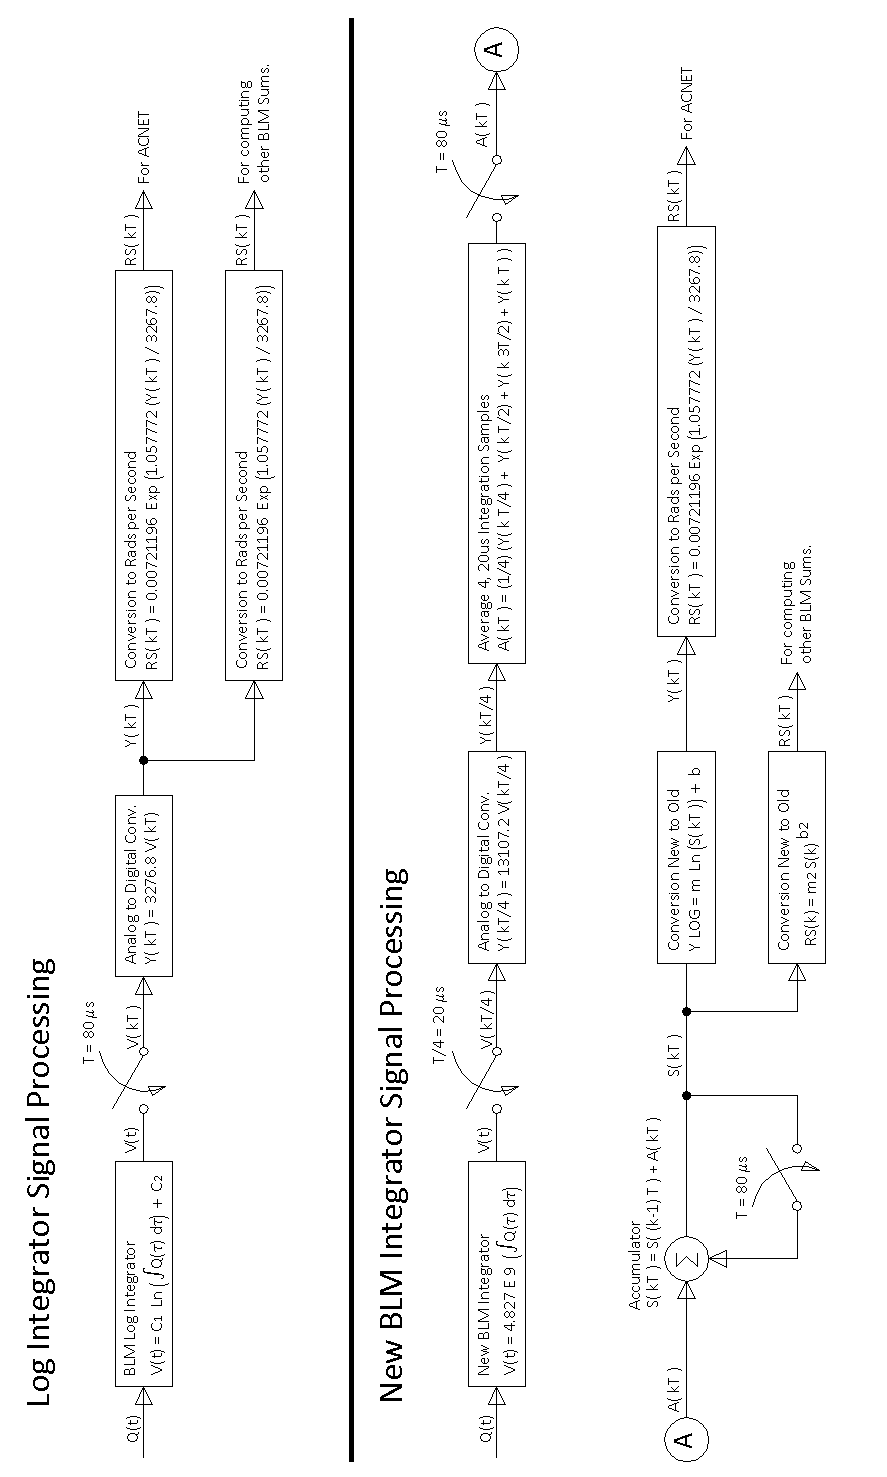 Log Integrator Signal Processing
Q(t)
BLM Log Integrator
V(t) = C1 Ln (∫Q(τ) dτ) + C2
V(t)
T = 80 μs
V( kT)
Analog to Digital Conv.
Y( kT ) = 3276.8 V( kT)
Y( kT )
Conversion to Rads per Second
RS( kT ) = 0.00721196 Exp (1.057772 (Y( kT ) / 3267.8))
RS( kT )
For ACNET
Conversion to Rads per Second
RS( kT ) = 0.00721196 Exp (1.057772 (Y( kT ) / 3267.8))
RS( kT )
For computing
other BLM Sums.
New BLM Integrator Signal Processing
Q(t)
New BLM Integrator
V(t) = 4.827 E 9 (∫Q(τ) dτ)
V(t)
T/4 = 20 μs
V( kT/4)
Analog to Digital Conv.
Y( kT/4 ) = 13107.2 V( kT/4 )
Y( kT/4 )
Average 4, 20us Integration Samples
A( kT ) = (1/4) (Y( k T/4 ) + Y( kT/2) + Y(k 3T/2) + Y( k T ))
T = 80 μs
A( kT )
A
A
A( kT )
Accumulator
S( kT ) = S( (k-1) T ) + A( kT )
Σ
T = 80 μs
S( kT )
Conversion New to Old
Y LOG = m Ln (S( kT )) + b
Y( kT )
Conversion to Rads per Second
RS( kT ) = 0.00721196 Exp (1.057772 (Y( kT ) / 3267.8))
RS( kT )
For ACNET
Conversion New to Old
RS(k) = m2 S(k) b2
RS( kT )
For computing
other BLM Sums.